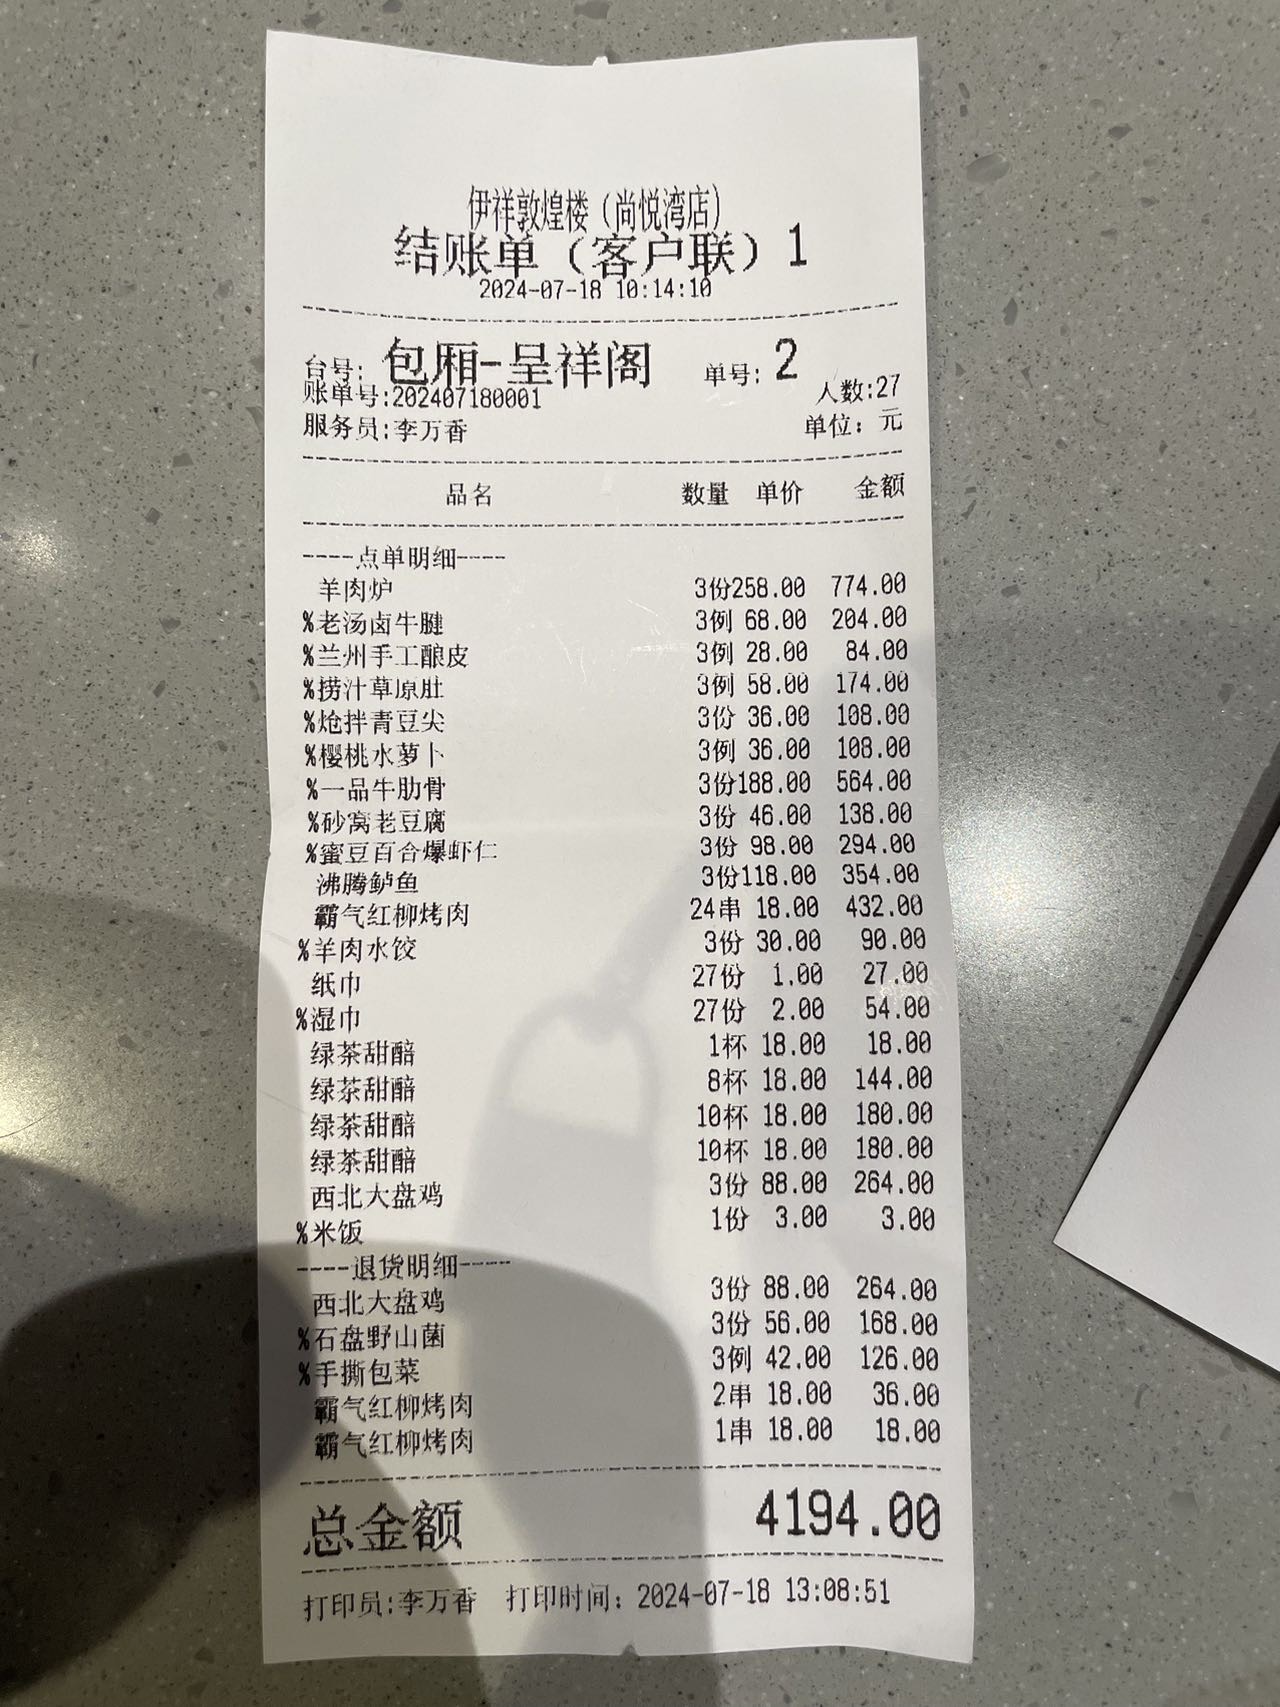 伊祥敦煌楼（尚悦湾店）
结账单（客户联）1
2024-07-18 10:14:10
台号: 包厢-呈祥阁 单号: 2
账单号:202407180001 人数:27
服务员:李万香 单位: 元
品名 数量 单价 金额
----点单明细----
羊肉炉 3份258.00 774.00
%老汤卤牛腱 3例 68.00 204.00
%兰州手工酿皮 3例 28.00 84.00
%捞汁草原肚 3例 58.00 174.00
%炝拌青豆尖 3份 36.00 108.00
%樱桃水萝卜 3例 36.00 108.00
%一品牛肋骨 3份188.00 564.00
%砂窝老豆腐 3份 46.00 138.00
%蜜豆百合爆虾仁 3份 98.00 294.00
沸腾鲈鱼 3份118.00 354.00
霸气红柳烤肉 24串 18.00 432.00
%羊肉水饺 3份 30.00 90.00
纸巾 27份 1.00 27.00
%湿巾 27份 2.00 54.00
绿茶甜醅 1杯 18.00 18.00
绿茶甜醅 8杯 18.00 144.00
绿茶甜醅 10杯 18.00 180.00
绿茶甜醅 10杯 18.00 180.00
西北大盘鸡 3份 88.00 264.00
%米饭 1份 3.00 3.00
----退货明细----
西北大盘鸡 3份 88.00 264.00
%石盘野山菌 3份 56.00 168.00
%手撕包菜 3例 42.00 126.00
霸气红柳烤肉 2串 18.00 36.00
霸气红柳烤肉 1串 18.00 18.00
总金额 4194.00
打印员:李万香 打印时间: 2024-07-18 13:08:51